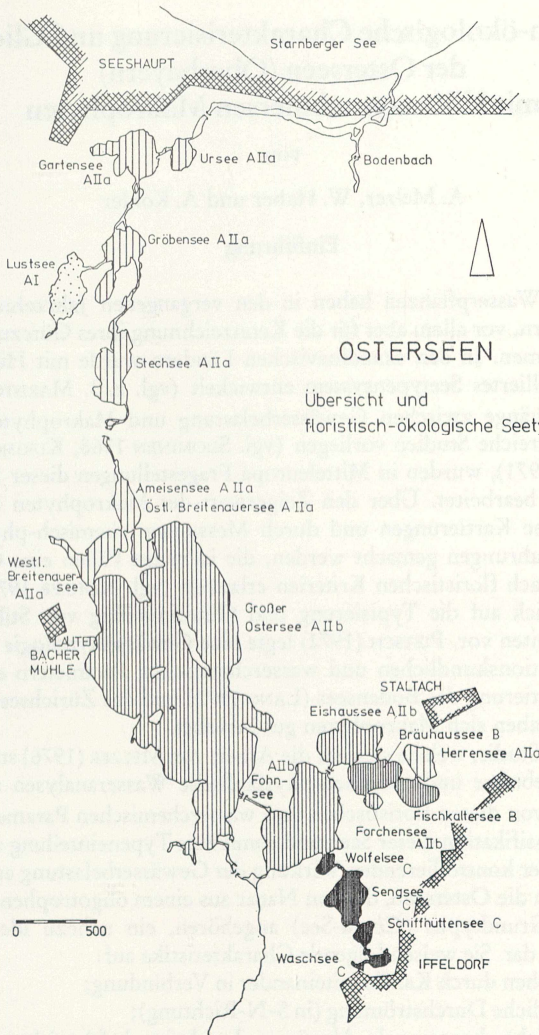 Starnberger See
SEESHAUPT
Gartensee
AIIa
Ursee AIIa
Bodenbach
Gröbensee AIIa
Lustsee
AI
OSTERSEEN
Stechsee AIIa
Übersicht und
floristisch-ökologische Seety
Ameisensee AIIa
Östl. Breitenauersee AIIa
Westl.
Breitenauer-
see
AIIa
Großer
Ostersee AIIb
LAUTER
BACHER
MÜHLE
STALTACH
Eishaussee AIIb
Bräuhaussee B
Herrensee AIIa
AIIb
Fohn-
see
Fischkaltersee B
Forchensee
AIIb
Wolfelsee
C
Sengsee
C
Schiffhüttensee C
Waschsee
C
IFFELDORF
0 500